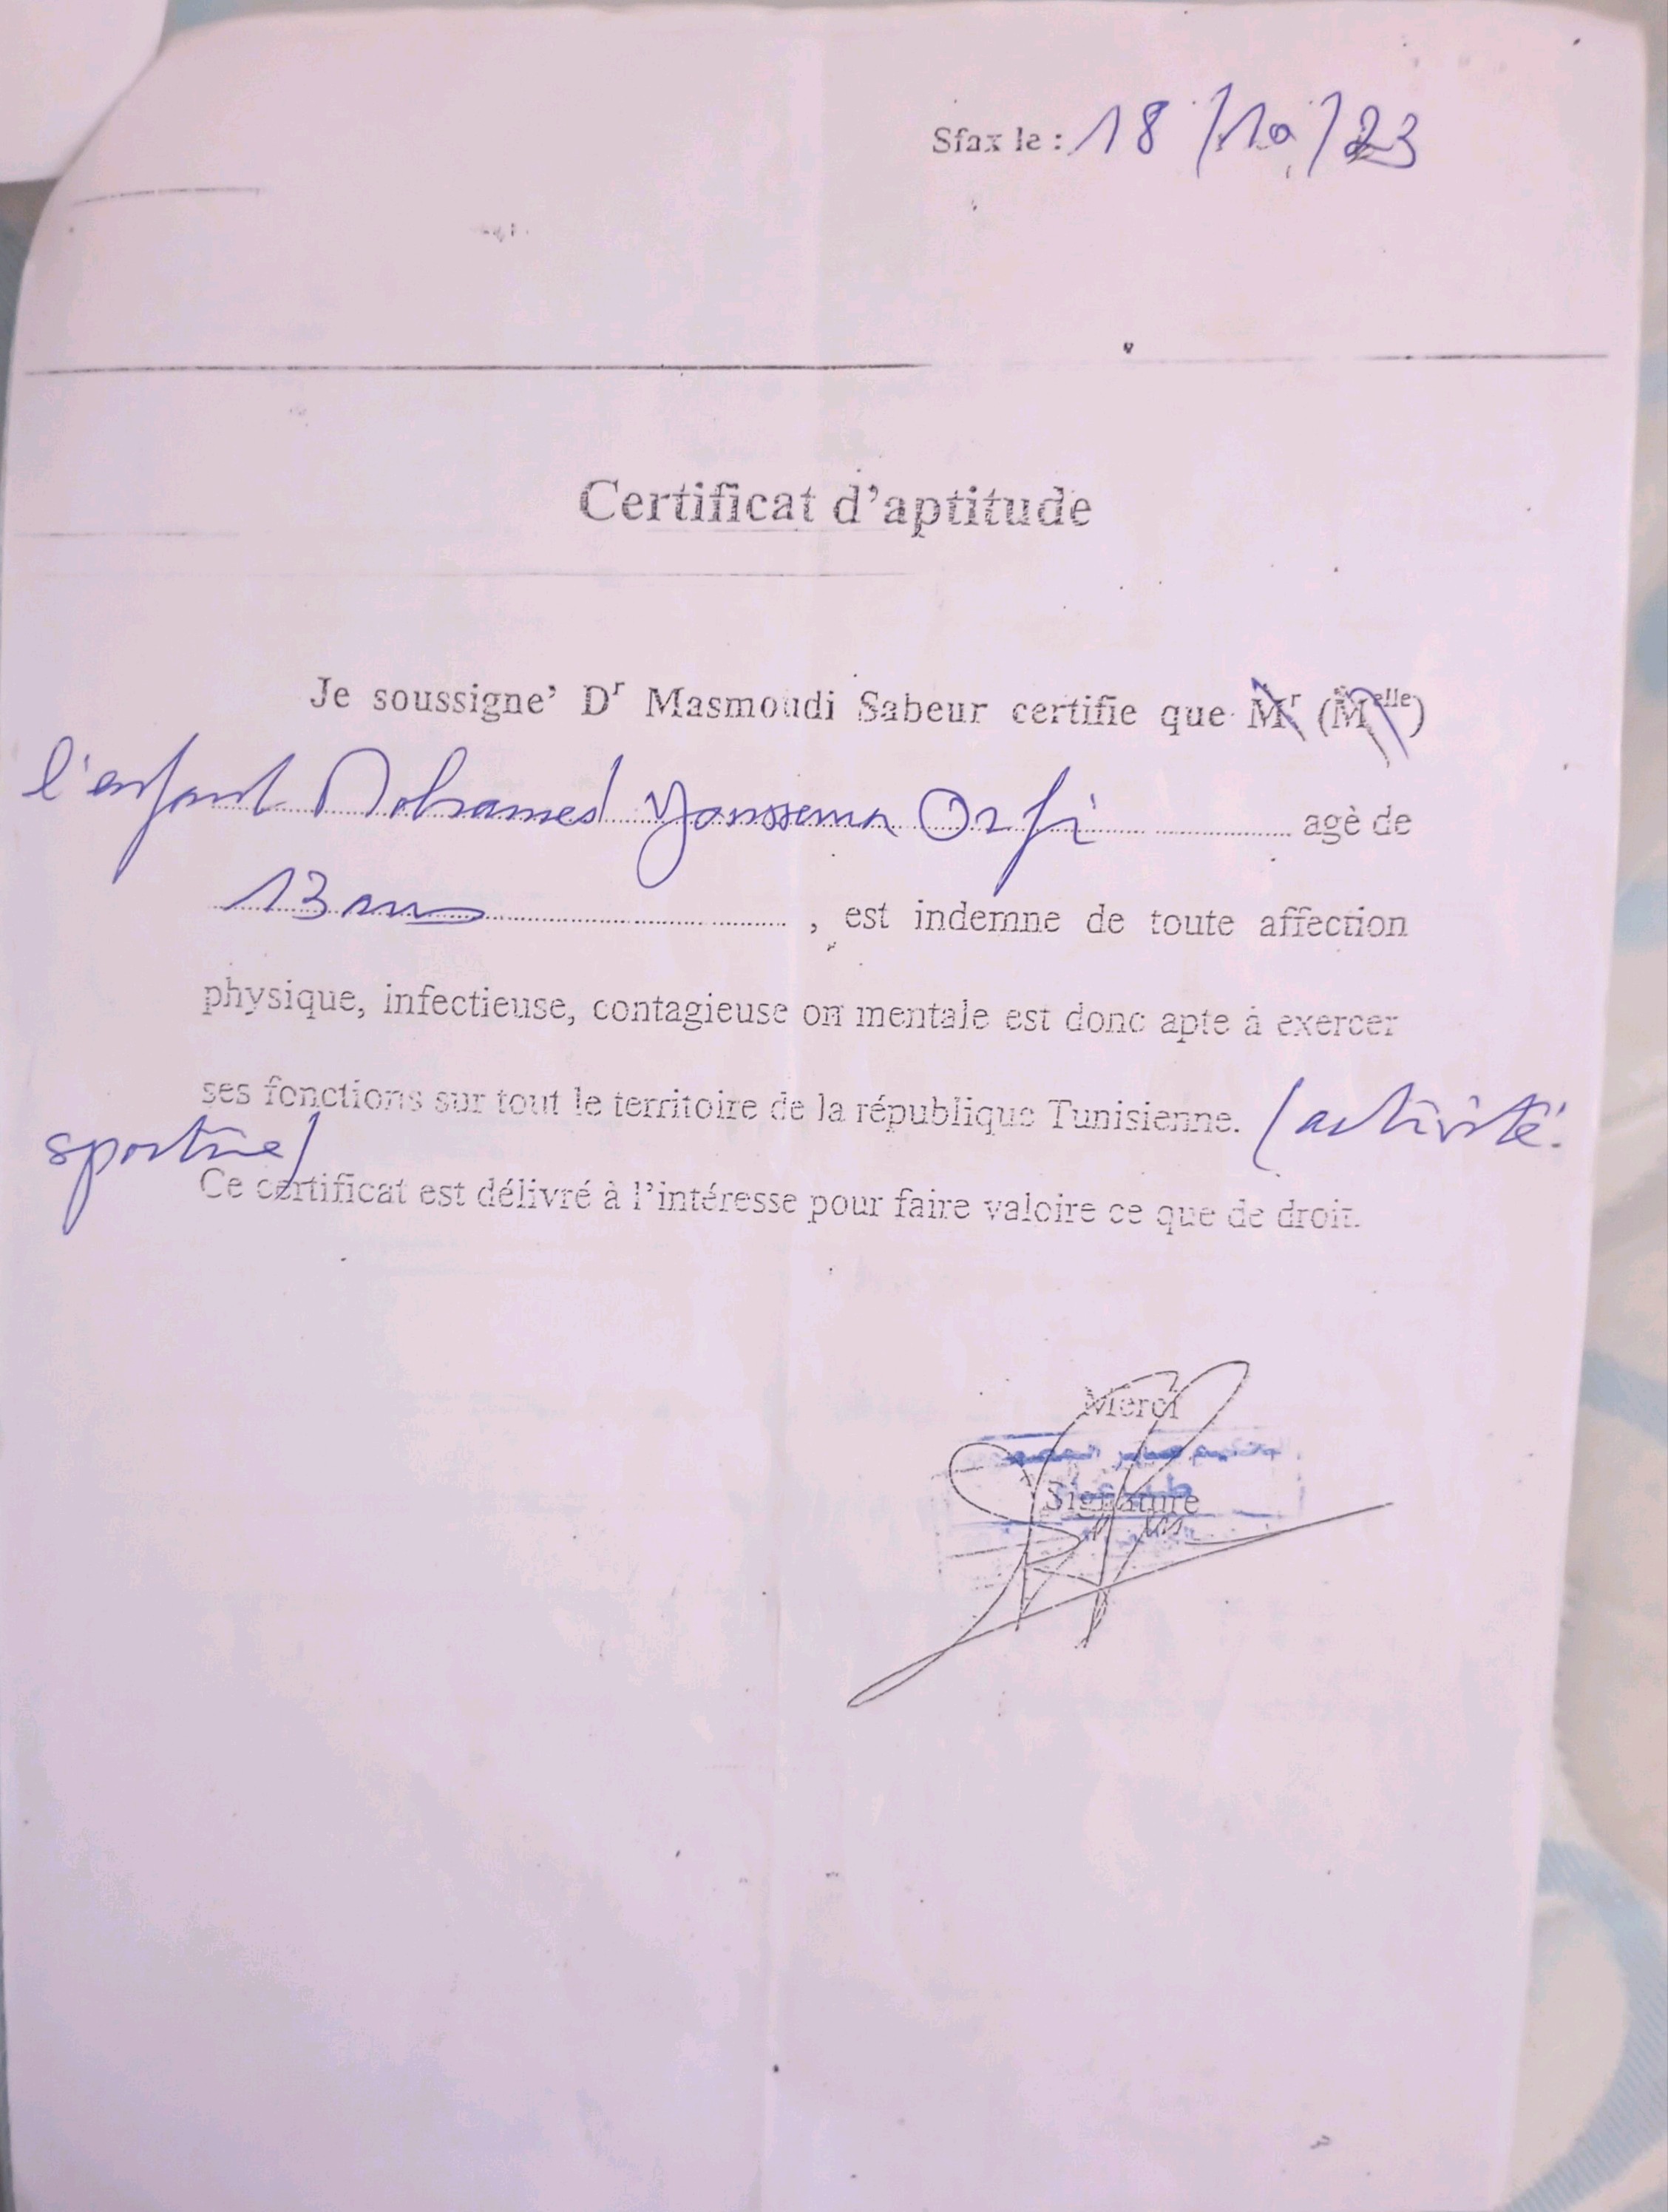 Sfax le : 18/10/23
Certificat d'aptitude
Je soussigne' Dr Masmoudi Sabeur certifie que Mr (Melle)
l'enfant Mohamed Youssema Orfi agè de
13 ans , est indemne de toute affection
physique, infectieuse, contagieuse on mentale est donc apte à exercer
ses fonctions sur tout le territoire de la république Tunisienne. (activité
sportive)
Ce certificat est délivré à l'intéresse pour faire valoire ce que de droit.
Merci
Signature